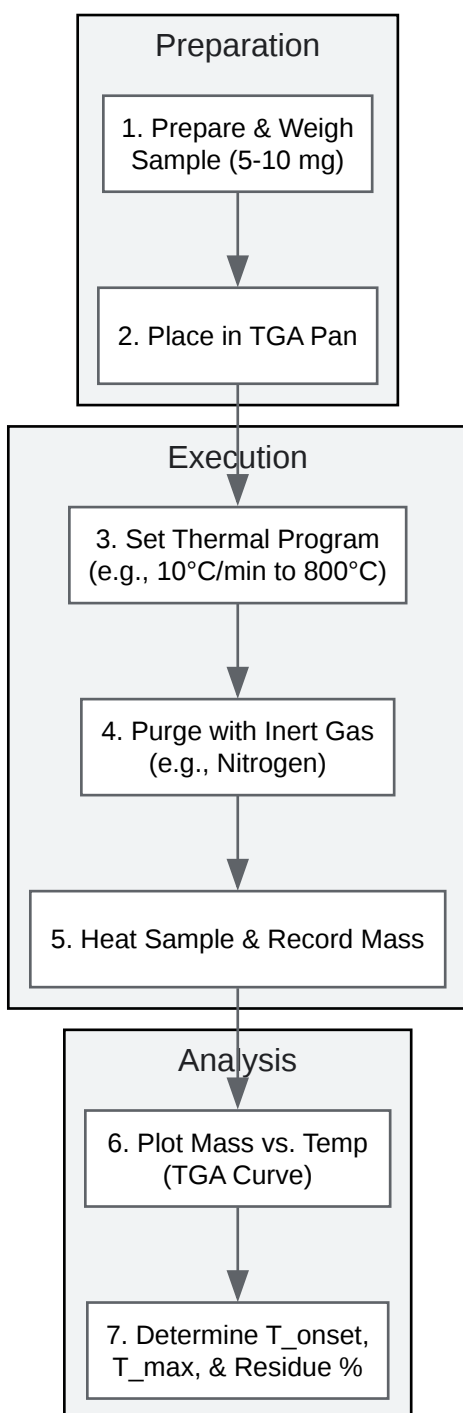 Preparation
1. Prepare & Weigh
Sample (5-10 mg)
2. Place in TGA Pan
Execution
3. Set Thermal Program
(e.g., 10°C/min to 800°C)
4. Purge with Inert Gas
(e.g., Nitrogen)
5. Heat Sample & Record Mass
Analysis
6. Plot Mass vs. Temp
(TGA Curve)
7. Determine T_onset,
T_max, & Residue %